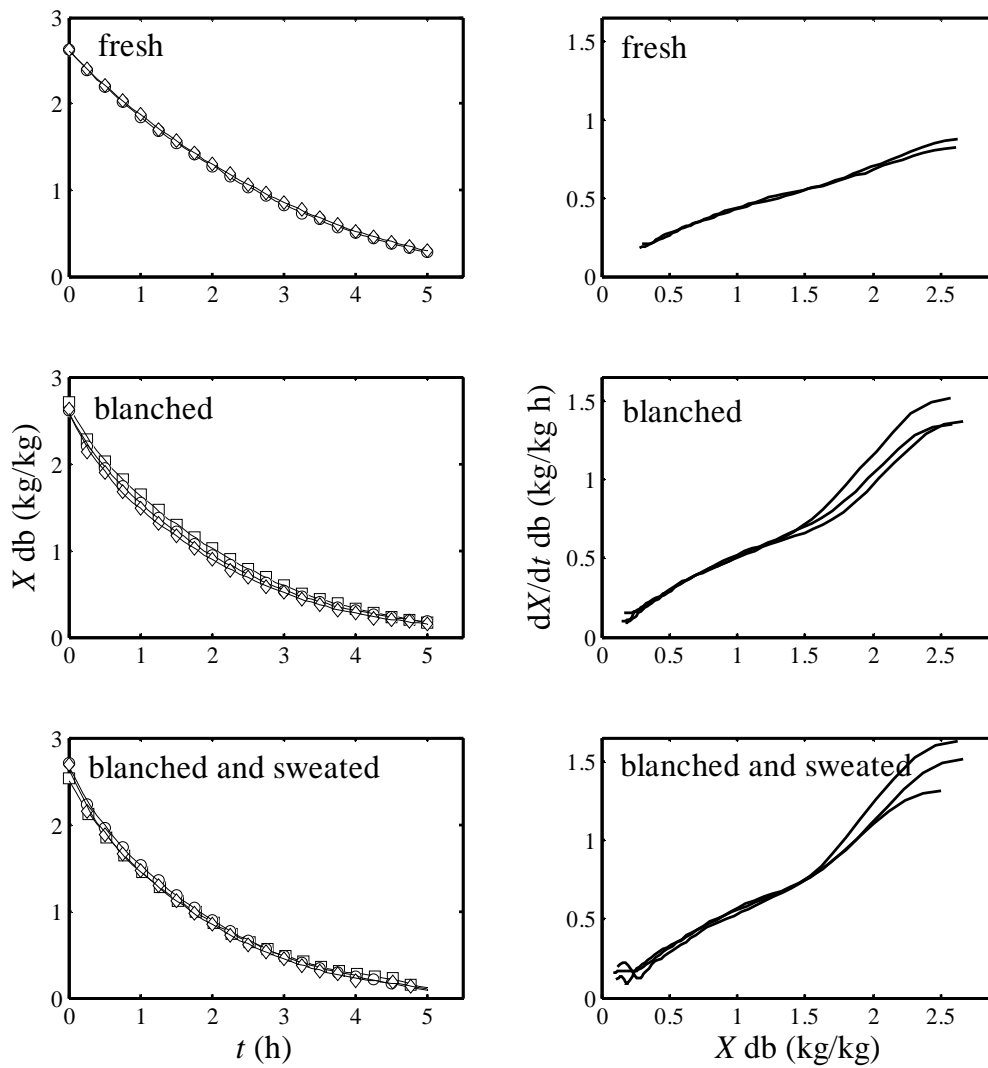 3
fresh
2
1
0
0 1 2 3 4 5
1.5
fresh
1
0.5
0
0 0.5 1 1.5 2 2.5
3
blanched
2
1
0
0 1 2 3 4 5
X db (kg/kg)
1.5
blanched
1
0.5
0
0 0.5 1 1.5 2 2.5
dX/dt db (kg/kg h)
3
blanched and sweated
2
1
0
0 1 2 3 4 5
t (h)
1.5
blanched and sweated
1
0.5
0
0 0.5 1 1.5 2 2.5
X db (kg/kg)